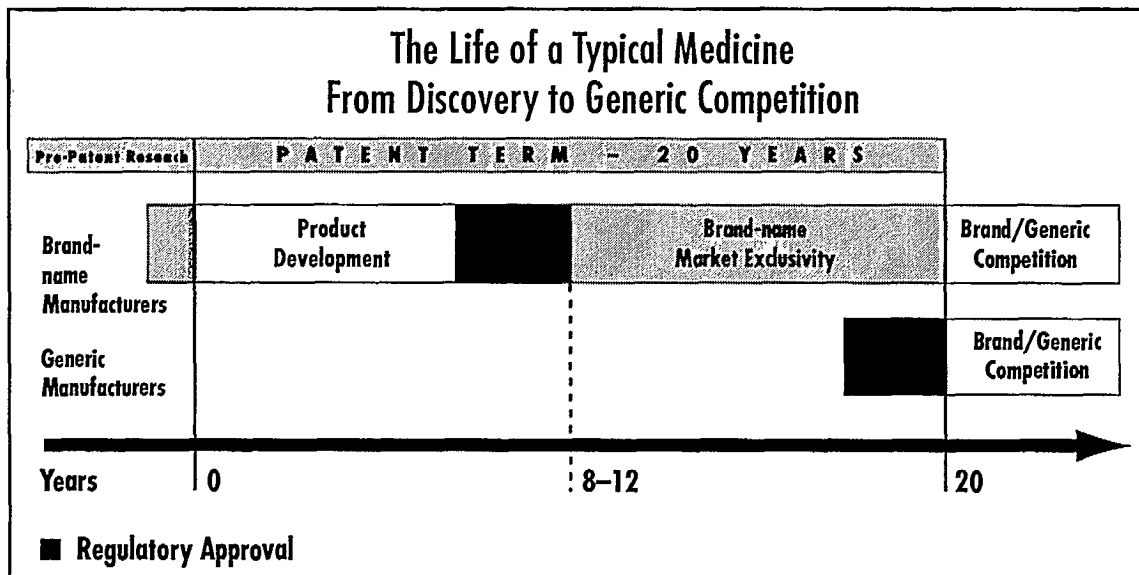 The Life of a Typical Medicine
From Discovery to Generic Competition
Pre-Patent Research
PATENT TERM – 20 YEARS
Brand-
name
Manufacturers
Product
Development
Brand-name
Market Exclusivity
Brand/Generic
Competition
Generic
Manufacturers
Brand/Generic
Competition
Years
0
8–12
20
Regulatory Approval